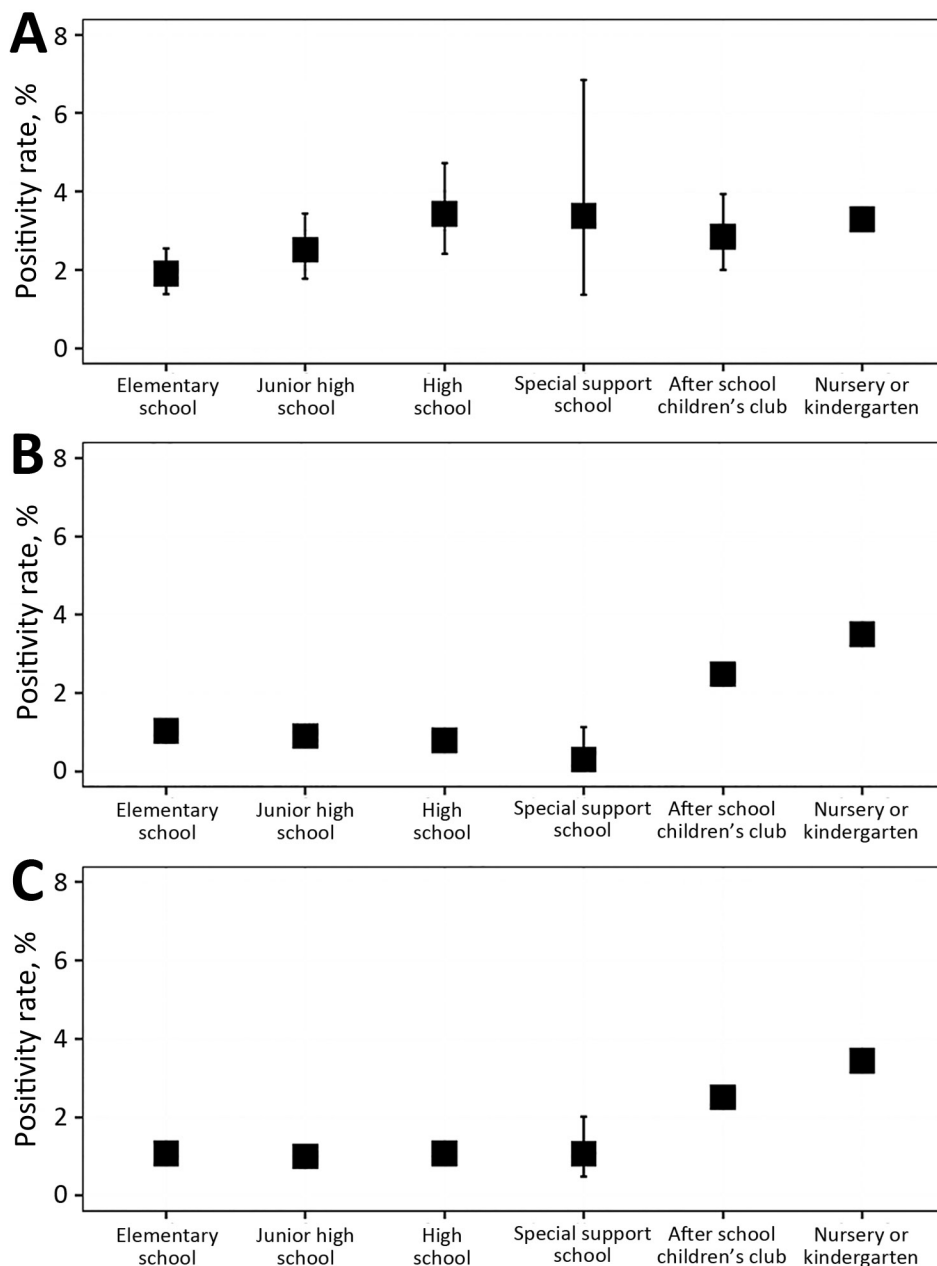 A
Positivity rate, %
8
6
4
2
0
Elementary
school
Junior high
school
High
school
Special support
school
After school
children’s club
Nursery or
kindergarten
B
Positivity rate, %
8
6
4
2
0
Elementary
school
Junior high
school
High
school
Special support
school
After school
children’s club
Nursery or
kindergarten
C
Positivity rate, %
8
6
4
2
0
Elementary
school
Junior high
school
High
school
Special support
school
After school
children’s club
Nursery or
kindergarten